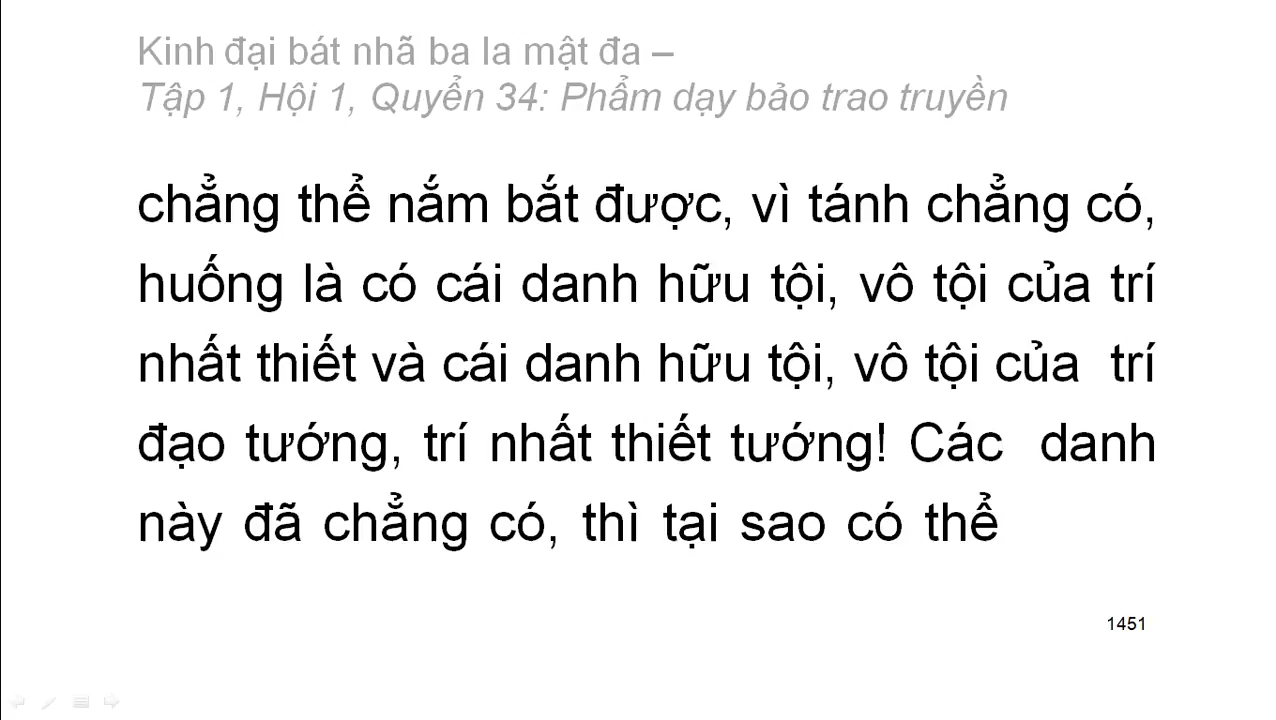 Kinh đại bát nhã ba la mật đa –
Tập 1, Hội 1, Quyển 34: Phẩm dạy bảo trao truyền
chẳng thể nắm bắt được, vì tánh chẳng có,
huống là có cái danh hữu tội, vô tội của trí
nhất thiết và cái danh hữu tội, vô tội của trí
đạo tướng, trí nhất thiết tướng! Các danh
này đã chẳng có, thì tại sao có thể
1451